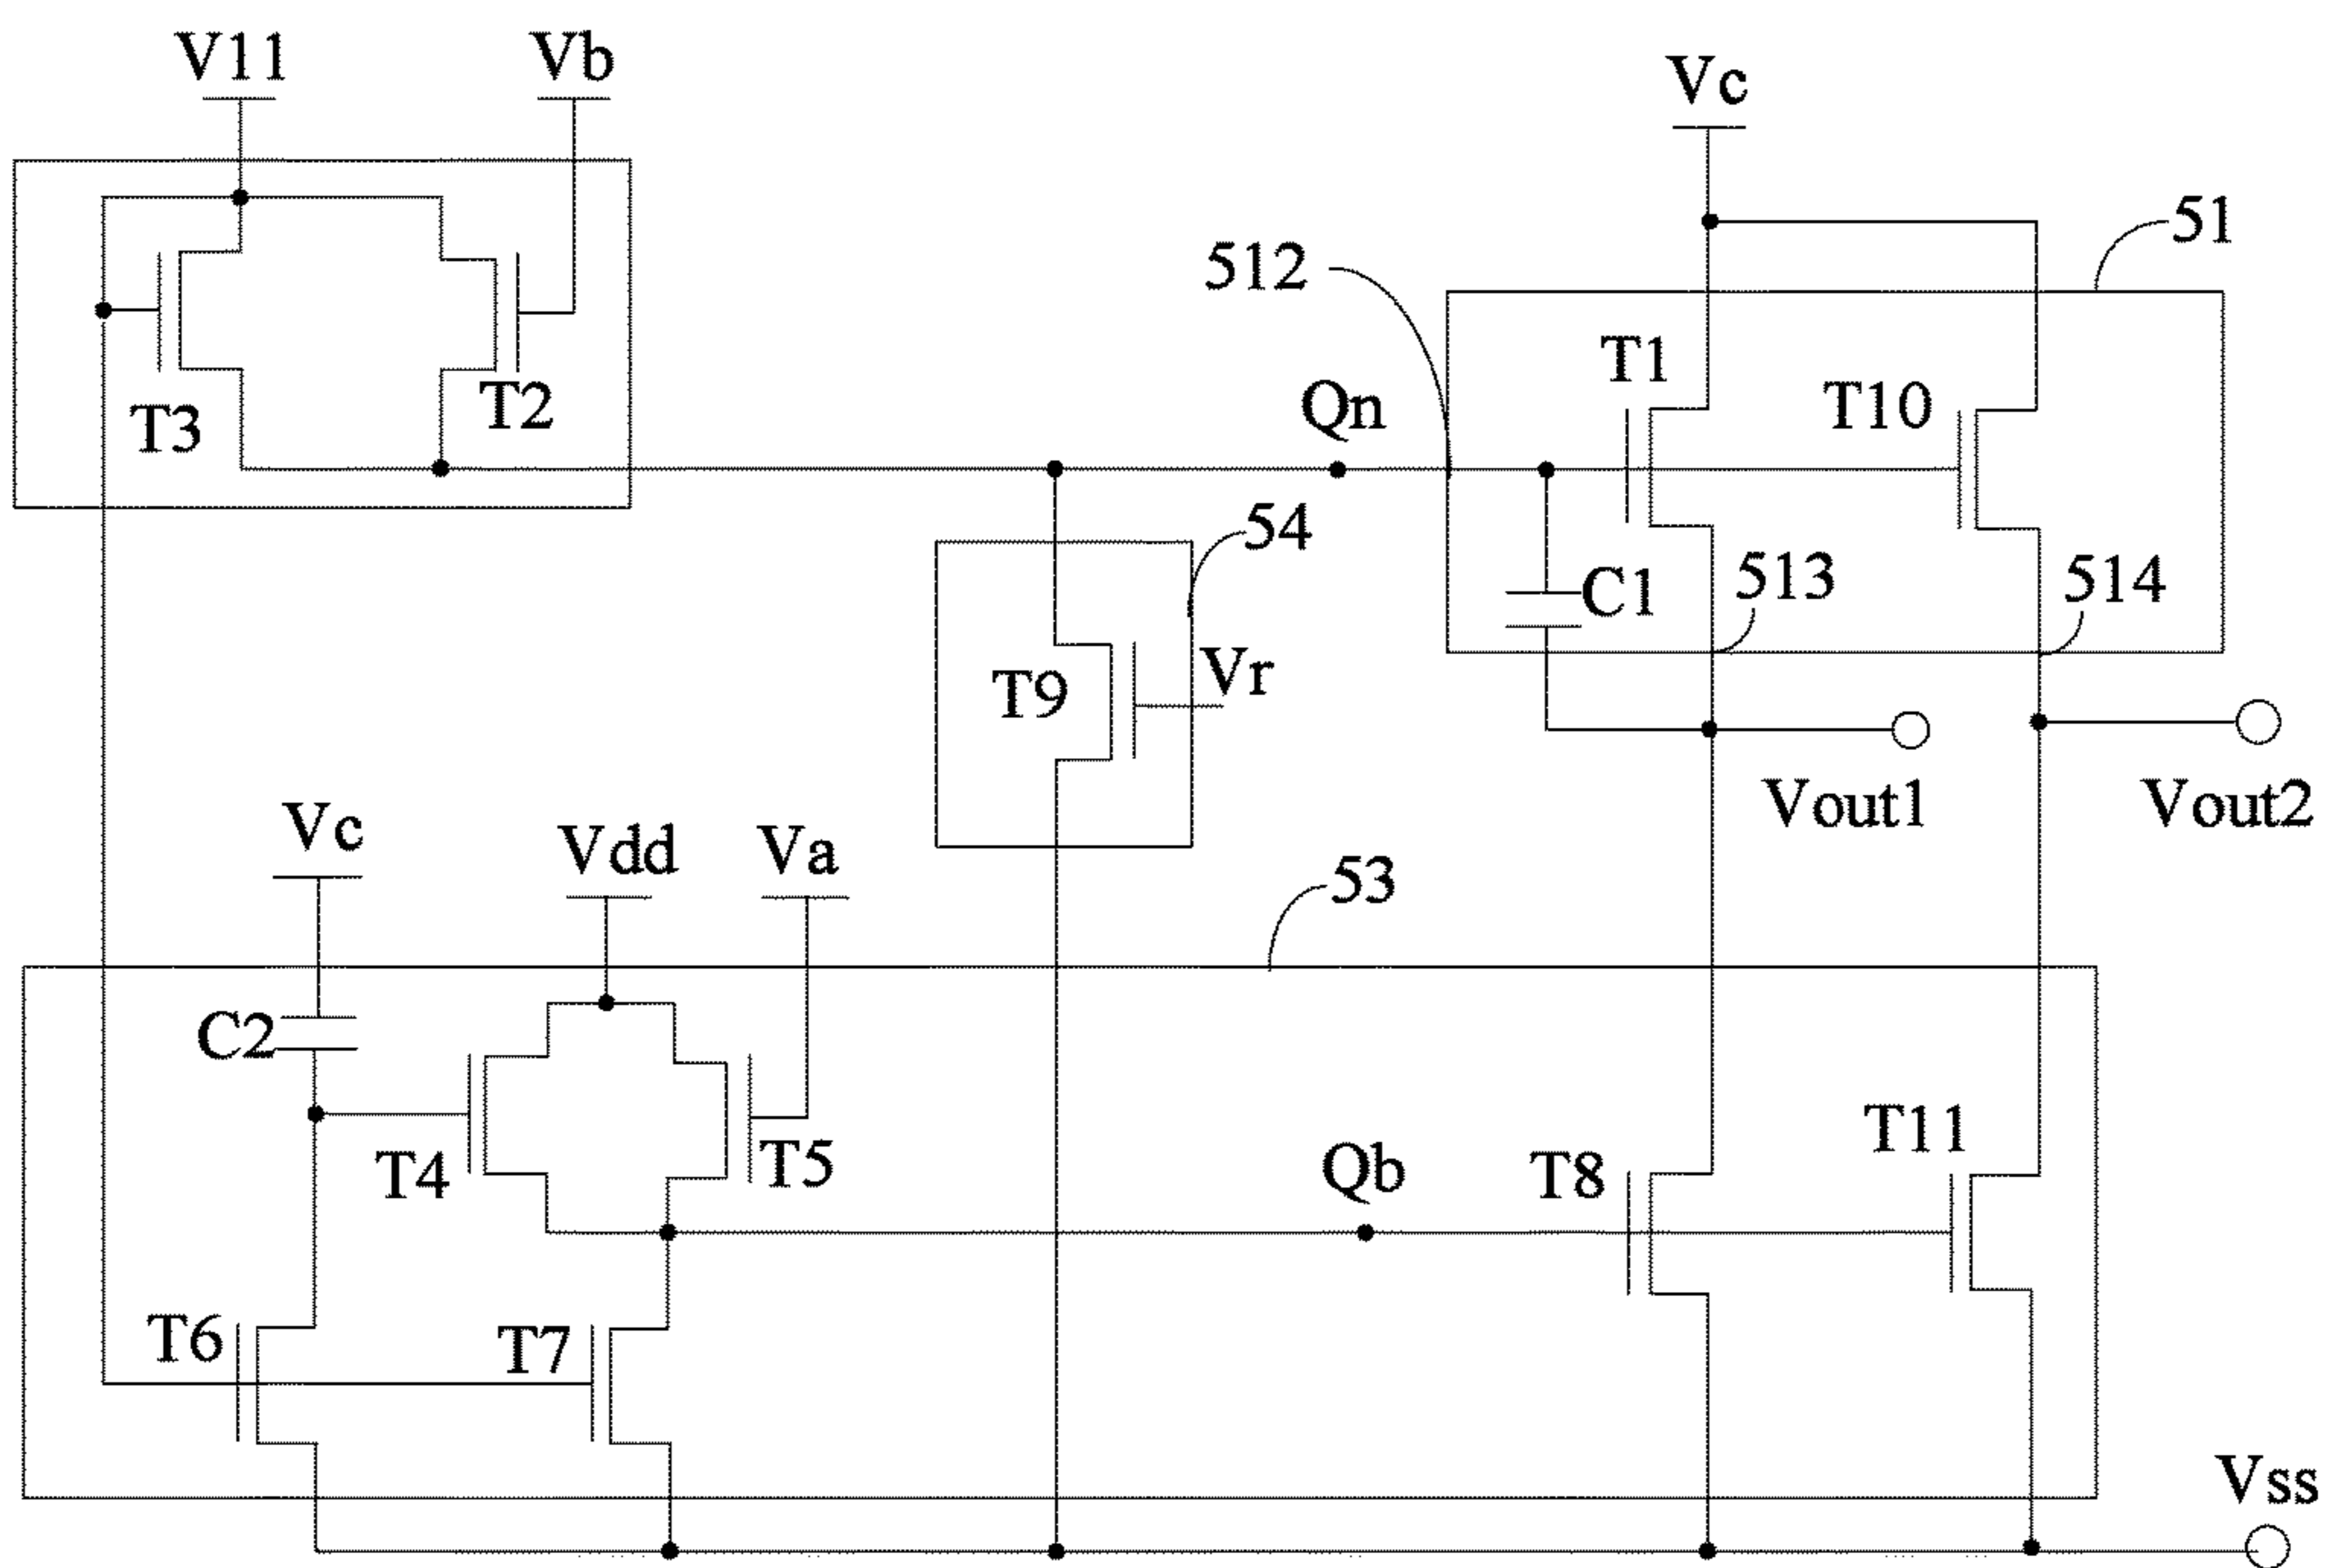 V11
Vb
Vc
51
512
T1
T10
T3
T2
Qn
54
C1
513
514
T9
Vr
Vout1
Vout2
Vc
Vdd
Va
53
C2
T4
T5
Qb
T8
T11
T6
T7
Vss